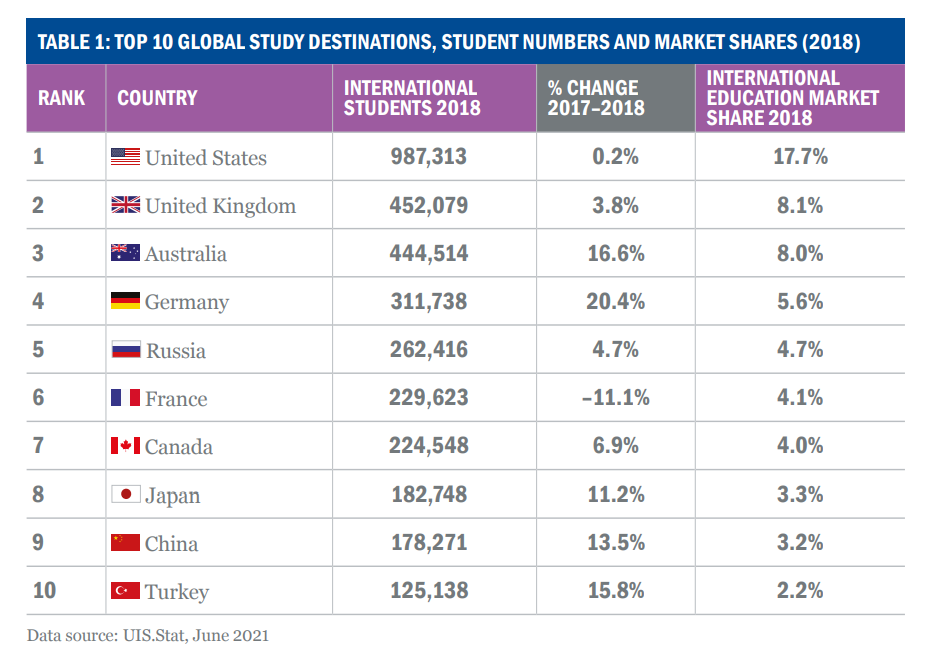 TABLE 1: TOP 10 GLOBAL STUDY DESTINATIONS, STUDENT NUMBERS AND MARKET SHARES (2018)
RANK COUNTRY INTERNATIONAL STUDENTS 2018 % CHANGE 2017–2018 INTERNATIONAL EDUCATION MARKET SHARE 2018
1 United States 987,313 0.2% 17.7%
2 United Kingdom 452,079 3.8% 8.1%
3 Australia 444,514 16.6% 8.0%
4 Germany 311,738 20.4% 5.6%
5 Russia 262,416 4.7% 4.7%
6 France 229,623 –11.1% 4.1%
7 Canada 224,548 6.9% 4.0%
8 Japan 182,748 11.2% 3.3%
9 China 178,271 13.5% 3.2%
10 Turkey 125,138 15.8% 2.2%
Data source: UIS.Stat, June 2021